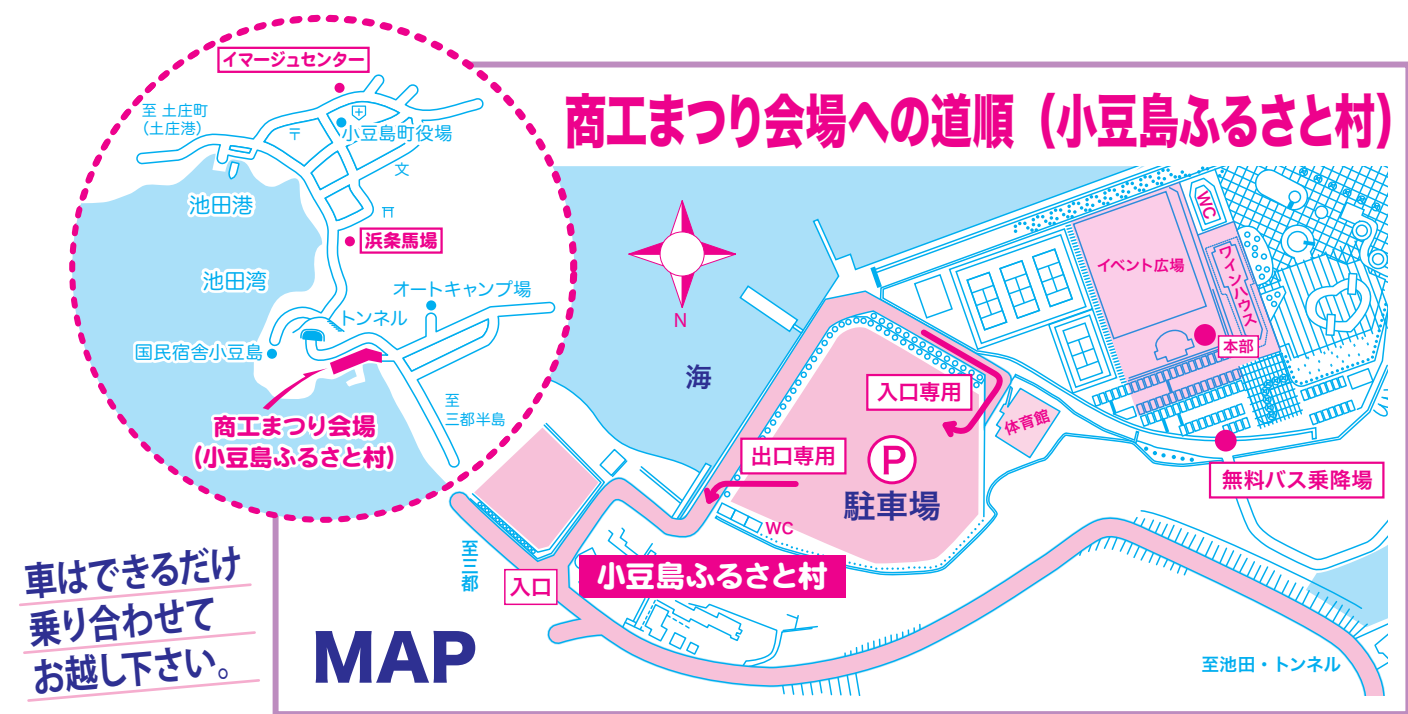 商工まつり会場への道順（小豆島ふるさと村）
イマージュセンター
至 土庄町
(土庄港)
〒
小豆島町役場
文
池田港
浜条馬場
池田湾
オートキャンプ場
トンネル
国民宿舎小豆島
至
三都半島
商工まつり会場
(小豆島ふるさと村)
N
海
WC
イベント広場
ワインハウス
本部
入口専用
体育館
出口専用
P
駐車場
無料バス乗降場
WC
至三都
入口
小豆島ふるさと村
至池田・トンネル
MAP
車はできるだけ
乗り合わせて
お越し下さい。